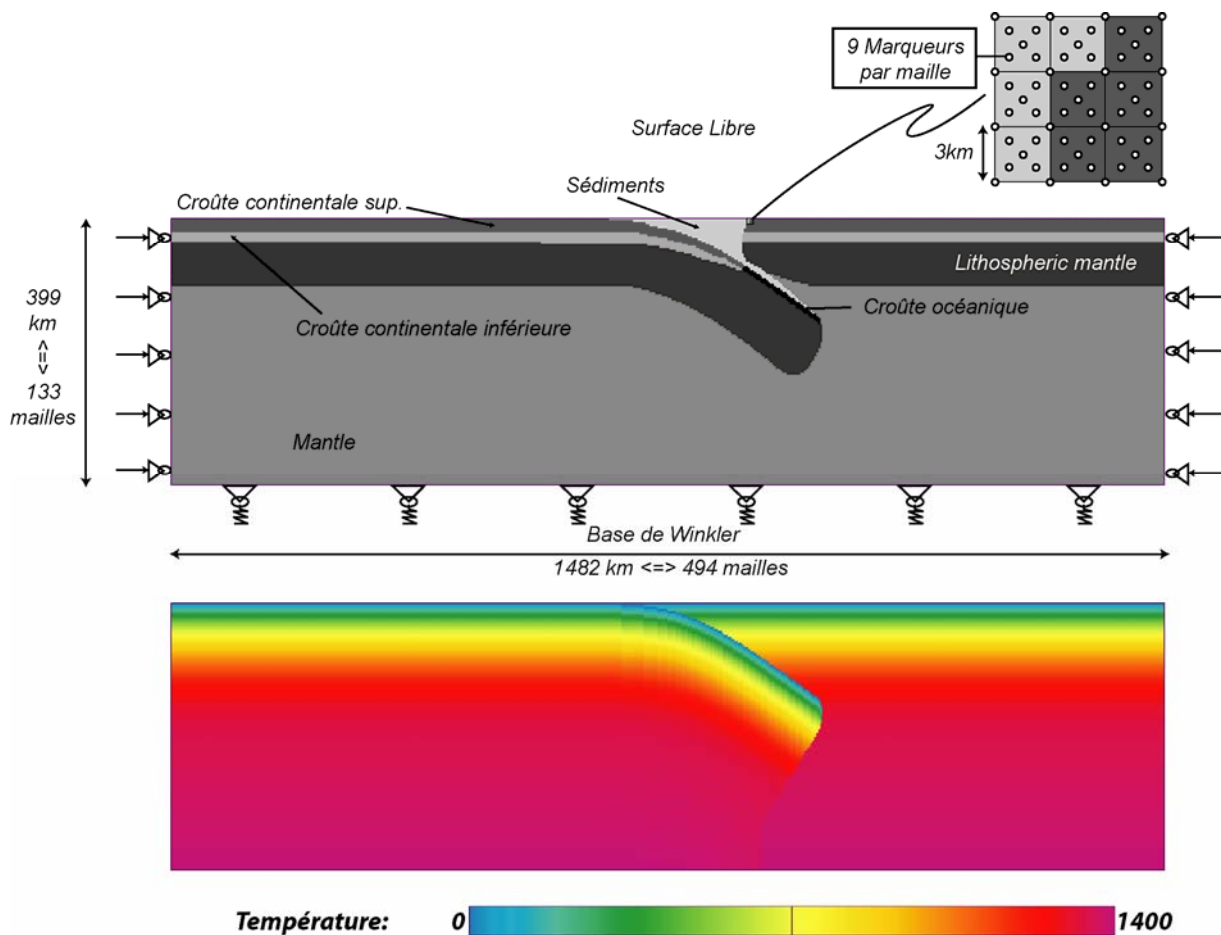 9 Marqueurs
par maille
Surface Libre
3km
Sédiments
Croûte continentale sup.
Lithospheric mantle
399
km
<=>
133
mailles
Croûte continentale inférieure
Croûte océanique
Mantle
Base de Winkler
1482 km <=> 494 mailles
Température: 0 1400